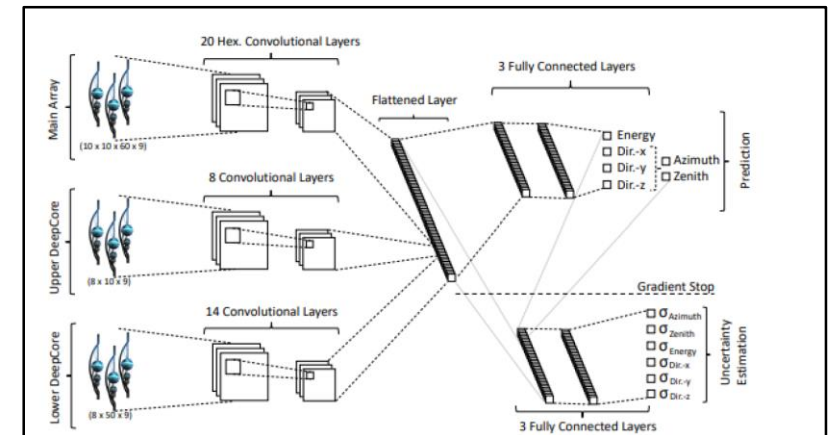 20 Hex. Convolutional Layers
Main Array
(10 x 10 x 60 x 9)
8 Convolutional Layers
Upper DeepCore
(8 x 10 x 9)
14 Convolutional Layers
Lower DeepCore
(8 x 50 x 9)
Flattened Layer
3 Fully Connected Layers
Energy
Dir.-x
Dir.-y
Dir.-z
Azimuth
Zenith
Prediction
Gradient Stop
σAzimuth
σZenith
σEnergy
σDir.-x
σDir.-y
σDir.-z
Uncertainty
Estimation
3 Fully Connected Layers